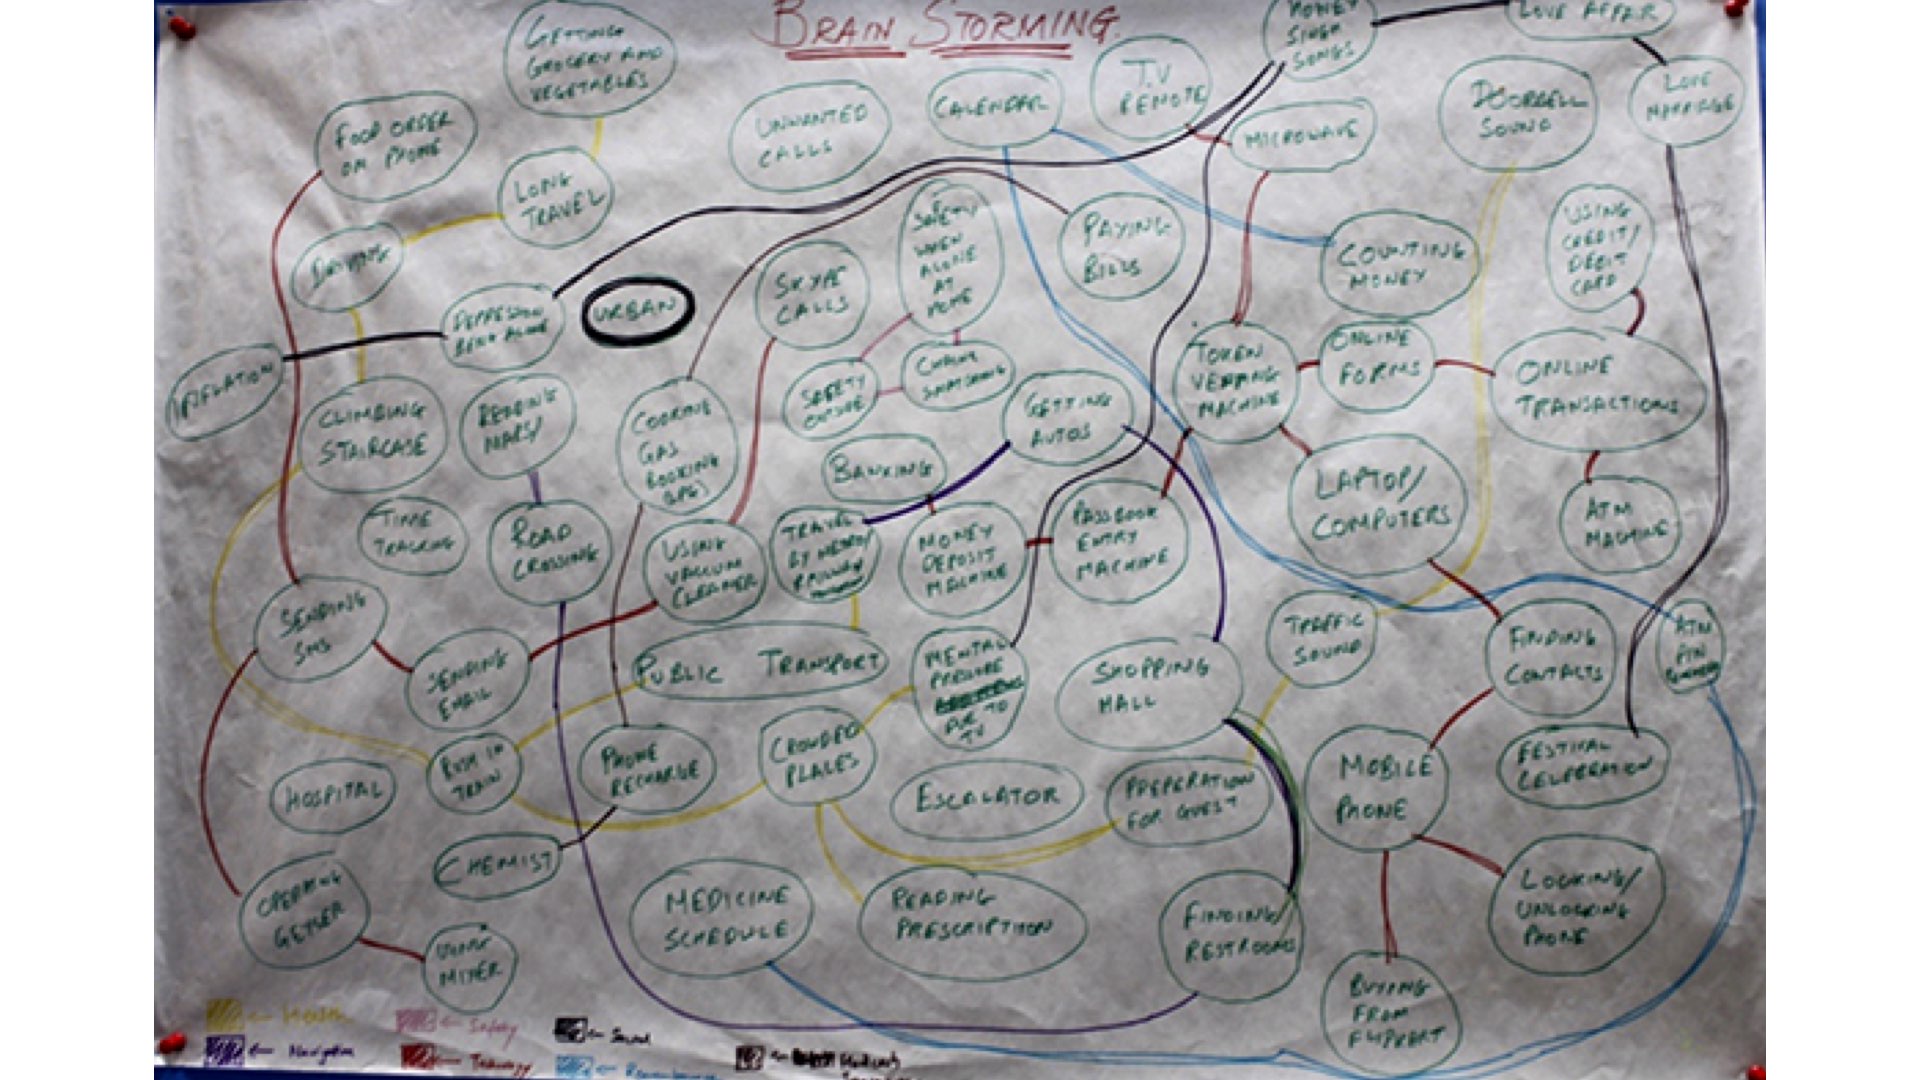 BRAIN STORMING
GETTING
GROCERY AND
VEGETABLES
HONEY
SINGH
SONGS
LOVE AFFAIR
LOVE
MARRIAGE
FOOD ORDER
ON PHONE
UNWANTED
CALLS
CALENDAR
T.V
REMOTE
MICROWAVE
DOORBELL
SOUND
LONG
TRAVEL
DRIVING
SAFETY
WHEN
ALONE
AT
HOME
PAYING
BILLS
COUNTING
MONEY
USING
CREDIT/
DEBIT
CARD
DEPRESSION
BEING ALONE
URBAN
SKYPE
CALLS
INFLATION
CLIMBING
STAIRCASE
READING
MAPS/
COOKING
GAS
BOOKING
(LPG)
SAFETY
OUTSIDE
CHAIN
SNATCHING
GETTING
AUTOS
TOKEN
VENDING
MACHINE
ONLINE
FORMS
ONLINE
TRANSACTIONS
BANKING
LAPTOP/
COMPUTERS
ATM
MACHINE
TIME
TRACKING
ROAD
CROSSING
USING
VACCUM
CLEANER
TRAVEL
BY METRO/
RAILWAY
MONEY
DEPOSIT
MACHINE
PASSBOOK
ENTRY
MACHINE
SENDING
SMS
SENDING
EMAIL
PUBLIC TRANSPORT
MENTAL
PRESSURE
DUE TO
TV
SHOPPING
MALL
TRAFFIC
SOUND
FINDING
CONTACTS
ATM
PIN
HOSPITAL
RUSH IN
TRAIN
PHONE
RECHARGE
CROWDED
PLACES
ESCALATOR
PREPERATION
FOR GUEST
MOBILE
PHONE
FESTIVAL
CELEBRATION
CHEMIST
OPERATING
GEYSER
USING
MIXER
MEDICINE
SCHEDULE
READING
PRESCRIPTION
FINDING/
RESTROOMS
LOCKING/
UNLOCKING
PHONE
BUYING
FROM
FLIPKART
← Health
← Safety
← Social
← Navigation
← Technology